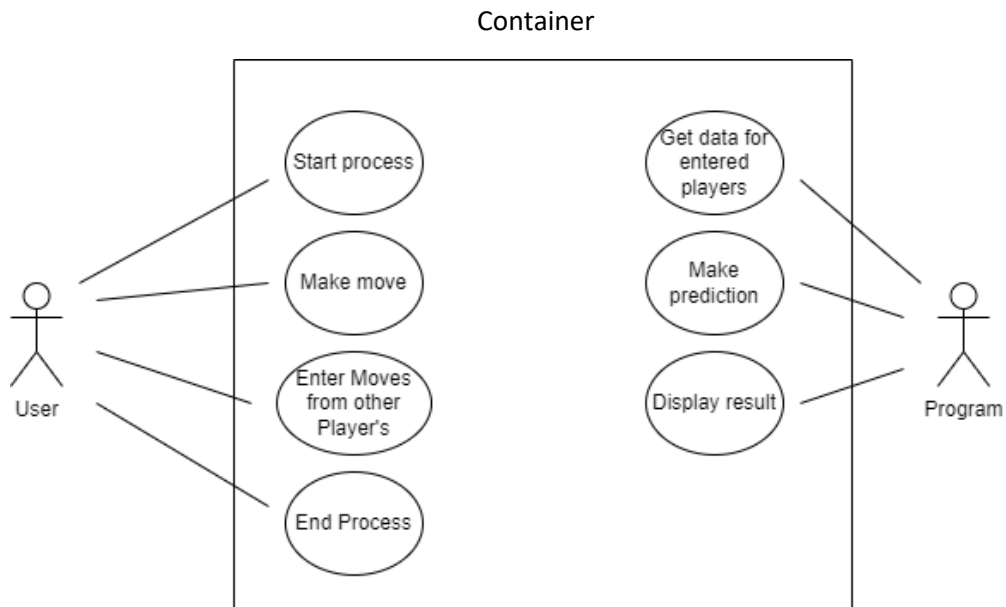 Container
Start process
Make move
Enter Moves
from other
Player's
End Process
Get data for
entered
players
Make
prediction
Display result
User
Program